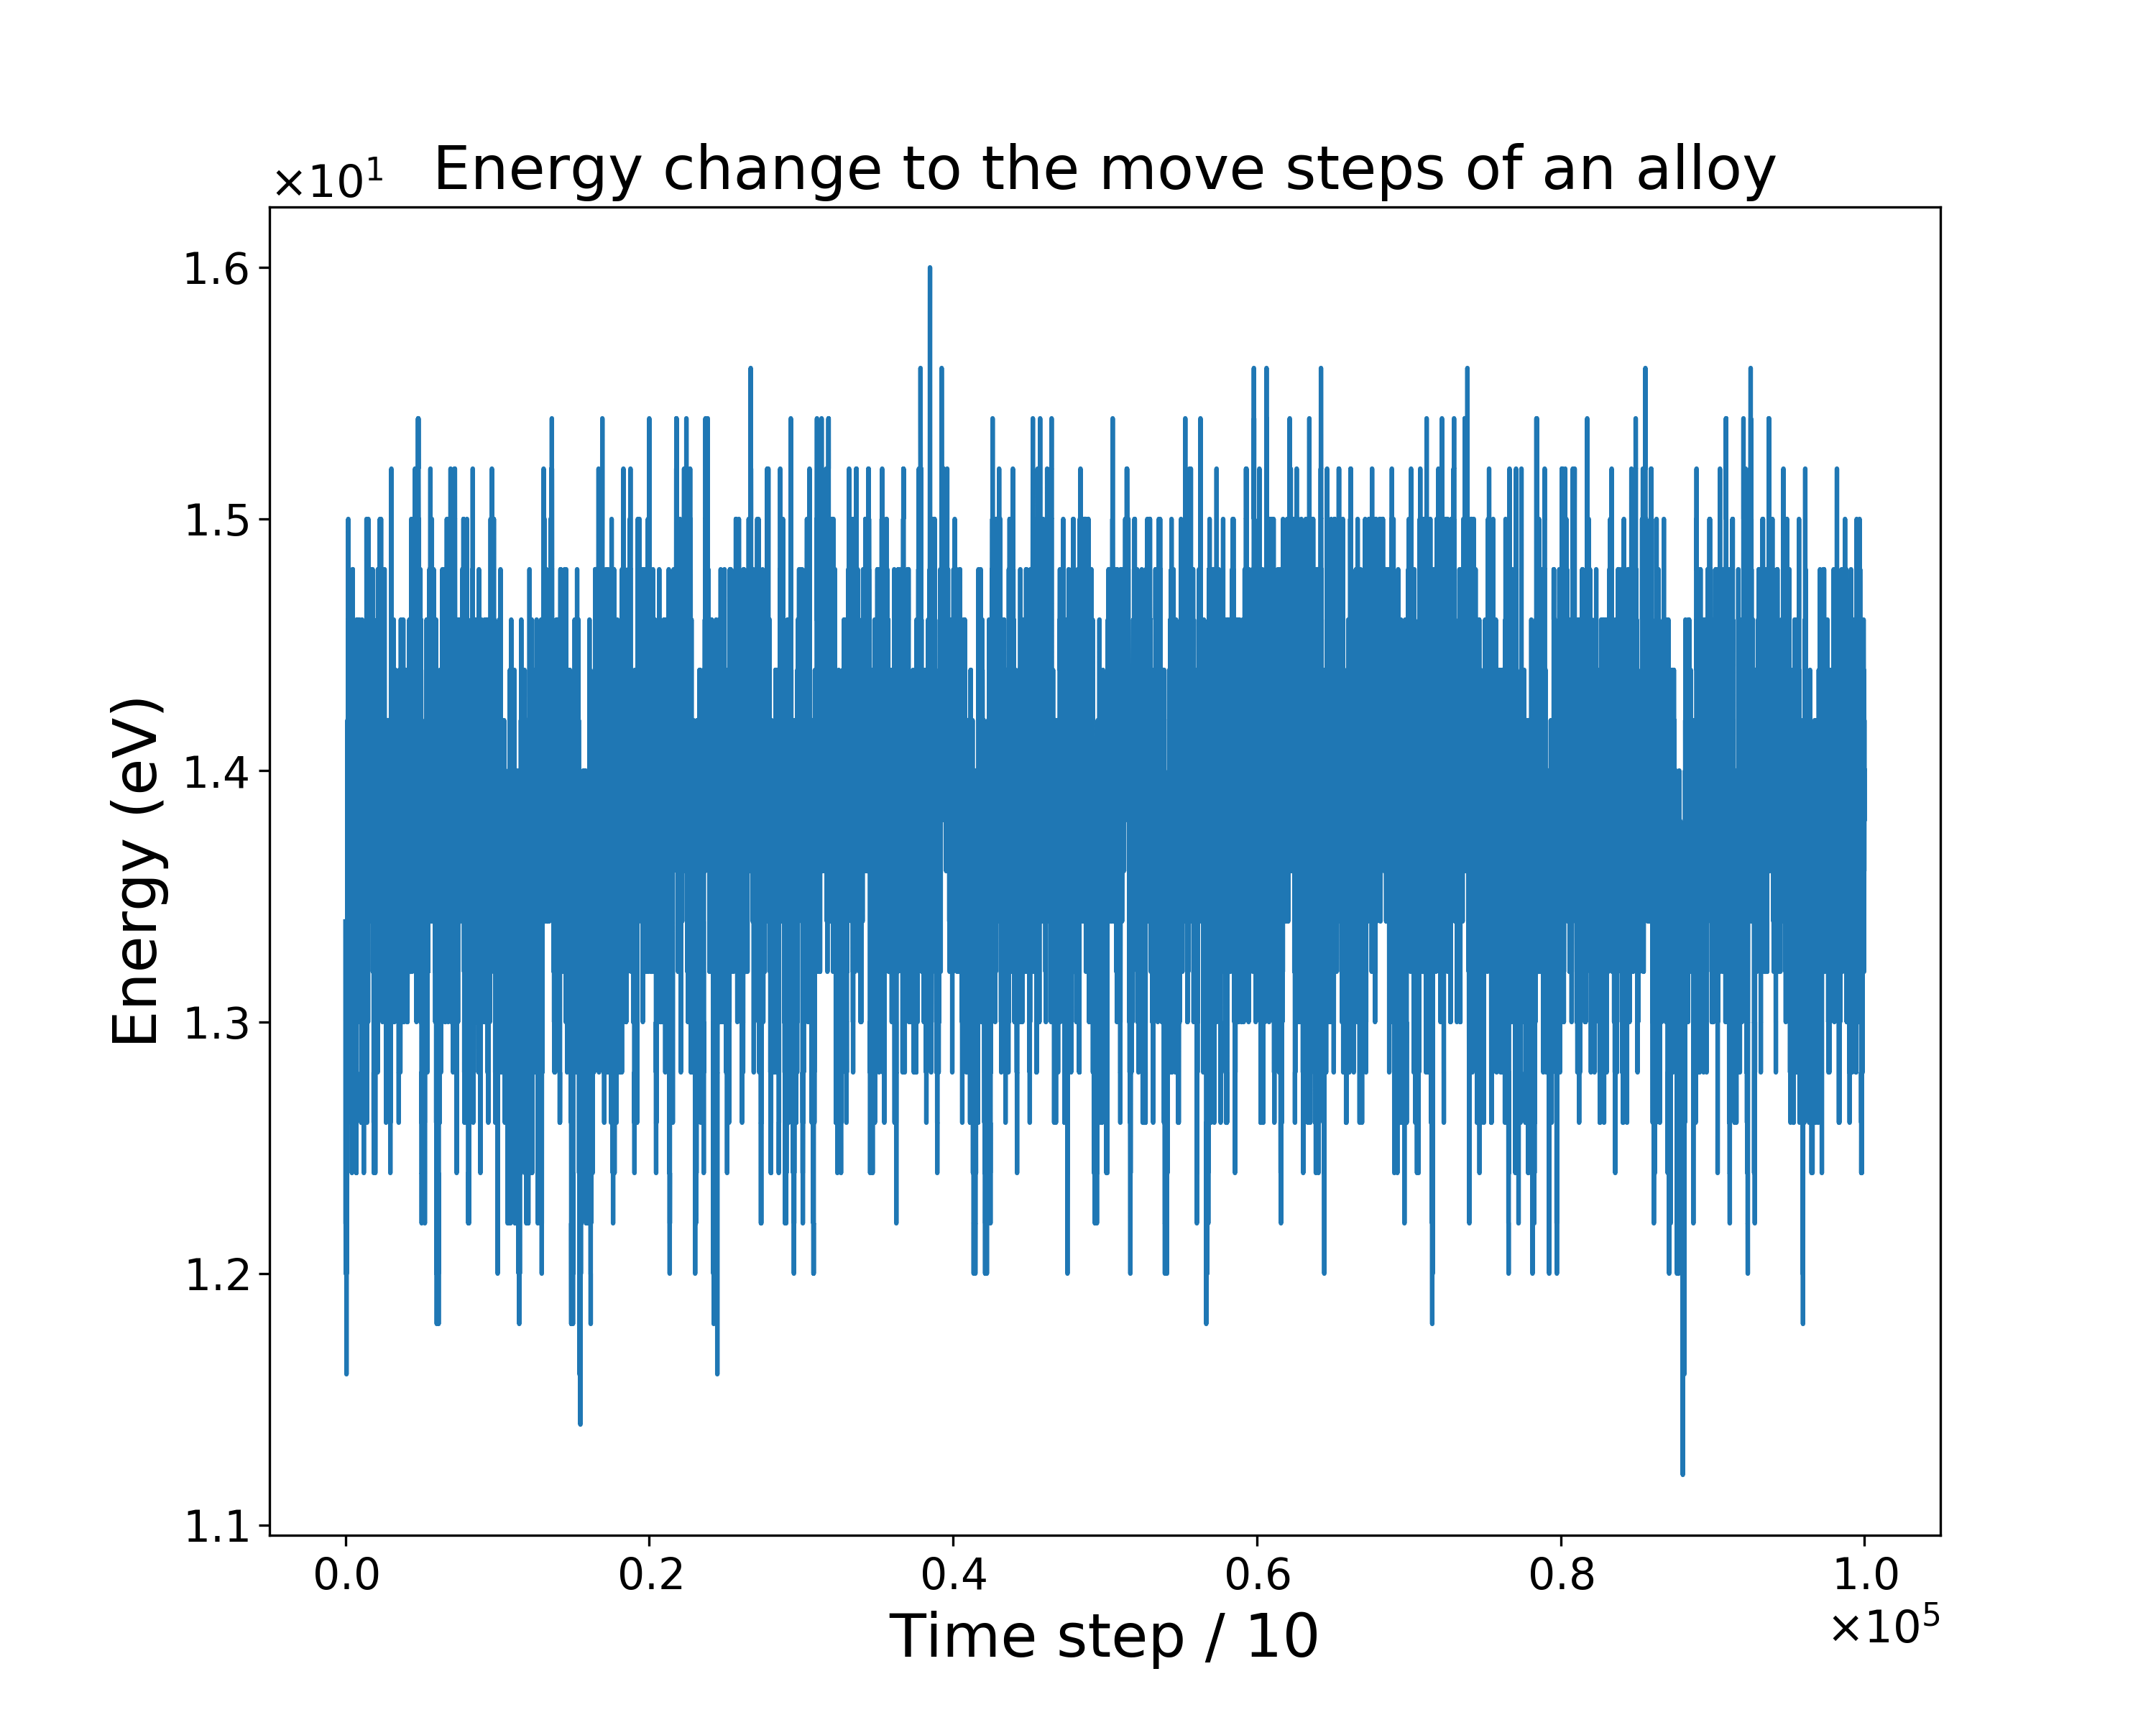 ×10¹
Energy change to the move steps of an alloy
1.6
1.5
1.4
1.3
1.2
1.1
Energy (eV)
0.0 0.2 0.4 0.6 0.8 1.0
Time step / 10
×10⁵